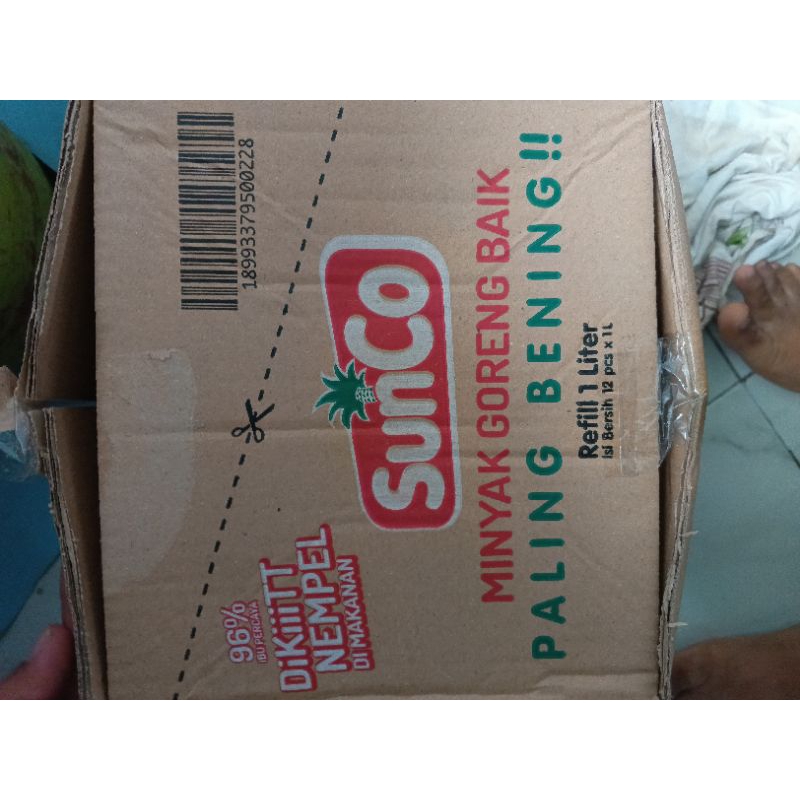 96%
IBU PERCAYA
DiKiiiTT
NEMPEL
DI MAKANAN
18993379500228
SunCo
MINYAK GORENG BAIK
PALING BENING!!
Refill 1 Liter
Isi Bersih 12 pcs x 1L